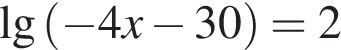 lg (−4x − 30) = 2